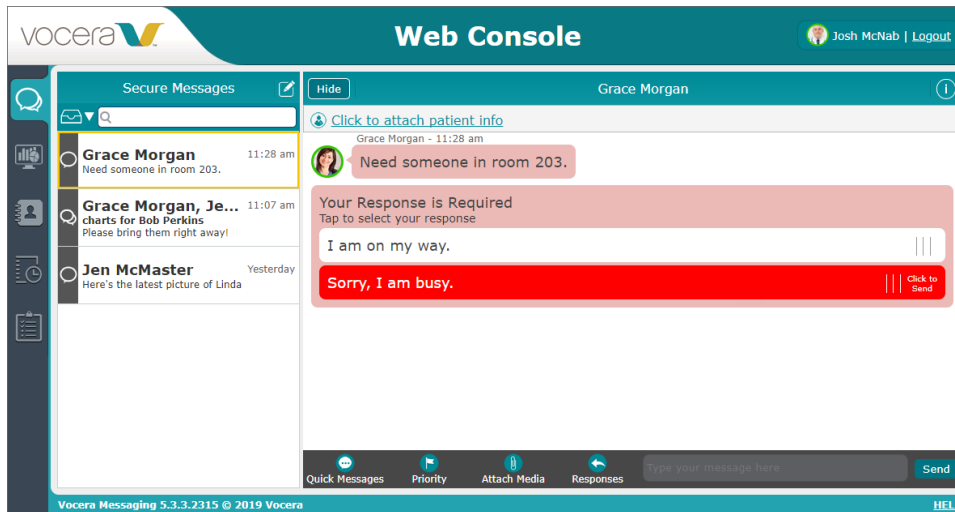 vocera
Web Console
Josh McNab | Logout
Secure Messages
Hide
Grace Morgan
Click to attach patient info
Grace Morgan
11:28 am
Need someone in room 203.
Grace Morgan, Je...
11:07 am
charts for Bob Perkins
Please bring them right away!
Jen McMaster
Yesterday
Here's the latest picture of Linda
Grace Morgan - 11:28 am
Need someone in room 203.
Your Response is Required
Tap to select your response
I am on my way.
Sorry, I am busy.
Click to
Send
Quick Messages
Priority
Attach Media
Responses
Type your message here
Send
Vocera Messaging 5.3.3.2315 © 2019 Vocera
HEL